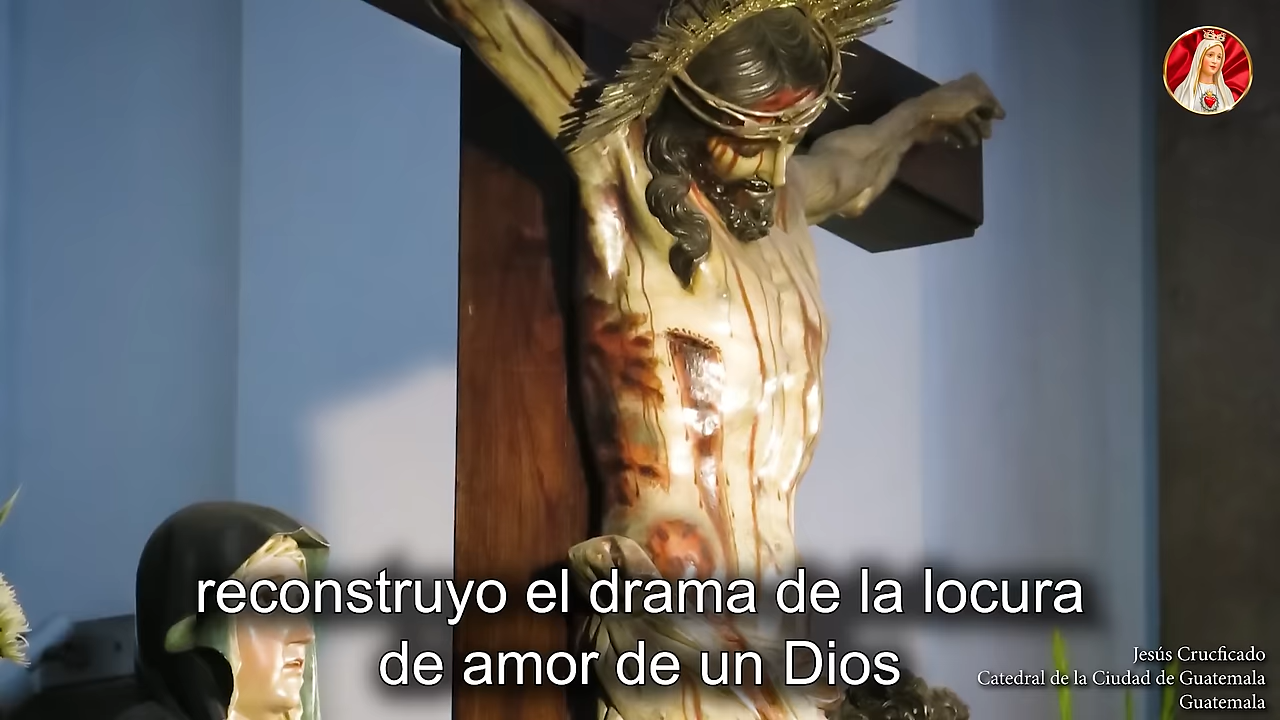 reconstruyo el drama de la locura
de amor de un Dios
Jesús Crucficado
Catedral de la Ciudad de Guatemala
Guatemala